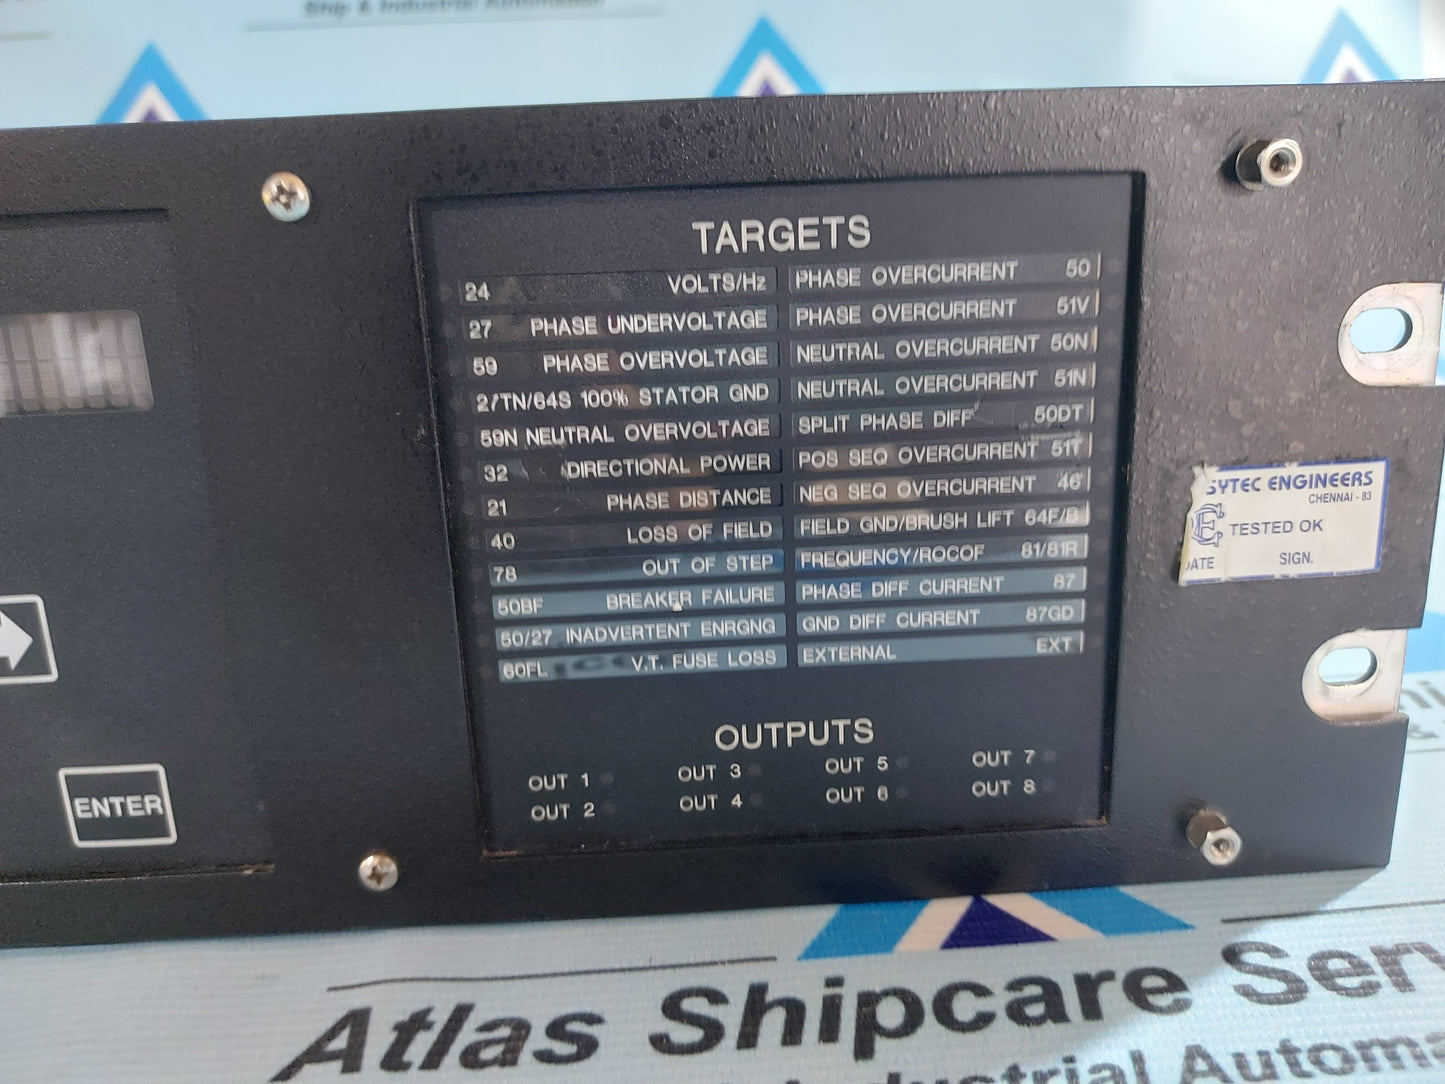 Ship & Industrial Automation
TARGETS
24 VOLTS/Hz
27 PHASE UNDERVOLTAGE
59 PHASE OVERVOLTAGE
27TN/64S 100% STATOR GND
59N NEUTRAL OVERVOLTAGE
32 DIRECTIONAL POWER
21 PHASE DISTANCE
40 LOSS OF FIELD
78 OUT OF STEP
50BF BREAKER FAILURE
50/27 INADVERTENT ENRGNG
60FL V.T. FUSE LOSS
PHASE OVERCURRENT 50
PHASE OVERCURRENT 51V
NEUTRAL OVERCURRENT 50N
NEUTRAL OVERCURRENT 51N
SPLIT PHASE DIFF 50DT
POS SEQ OVERCURRENT 51T
NEG SEQ OVERCURRENT 46
FIELD GND/BRUSH LIFT 64F/B
FREQUENCY/ROCOF 81/81R
PHASE DIFF CURRENT 87
GND DIFF CURRENT 87GD
EXTERNAL EXT
OUTPUTS
OUT 1 OUT 3 OUT 5 OUT 7
OUT 2 OUT 4 OUT 6 OUT 8
ENTER
SYTEC ENGINEERS
CHENNAI - 83
TESTED OK
DATE SIGN.
Atlas Shipcare Serv
Industrial Automa